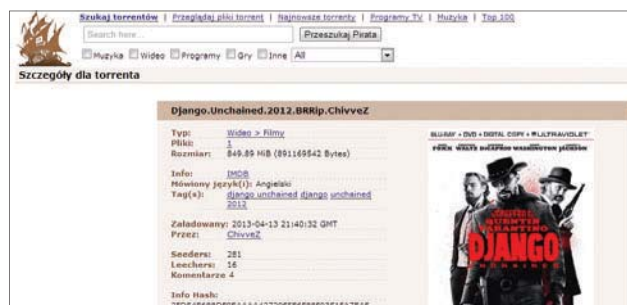 Szukaj torrentów | Przeglądaj pliki torrent | Najnowsze torrenty | Programy TV | Muzyka | Top 100
Search here... Przeszukaj Pirata
Muzyka Wideo Programy Gry Inne All
Szczegóły dla torrenta
Django.Unchained.2012.BRRip.ChivveZ
Typ: Wideo > Filmy
Pliki: 1
Rozmiar: 849.89 MiB (891169542 Bytes)
Info: IMDB
Mówiony język(i): Angielski
Tag(s): django unchained django unchained
2012
Załadowany: 2013-04-13 21:40:32 GMT
Przez: ChivveZ
Seeders: 281
Leechers: 16
Komentarze 4
Info Hash:
BLU-RAY + DVD + DIGITAL COPY + ULTRAVIOLET
FOXX WALTZ DICAPRIO WASHINGTON JACKSON
QUENTIN
TARANTINO
DJANGO
UNCHAINED